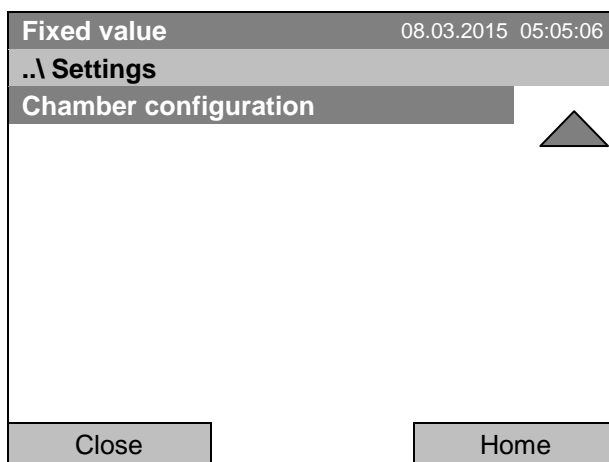 Fixed value 08.03.2015 05:05:06
..\ Settings
Chamber configuration
Close Home